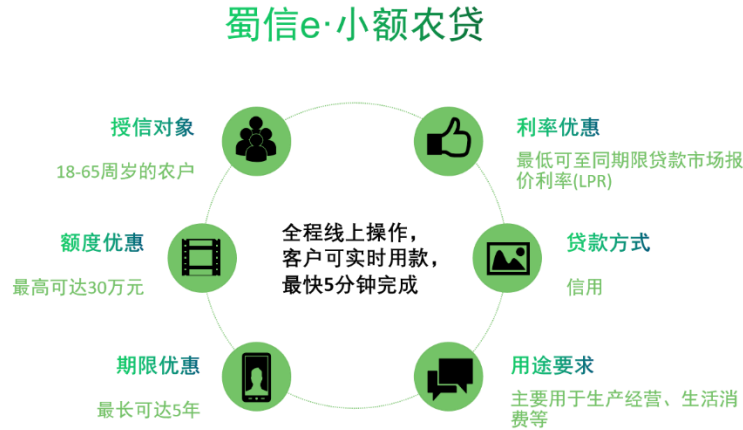 蜀信e·小额农贷
授信对象
18-65周岁的农户
利率优惠
最低可至同期限贷款市场报
价利率(LPR)
额度优惠
最高可达30万元
全程线上操作，
客户可实时用款，
最快5分钟完成
贷款方式
信用
期限优惠
最长可达5年
用途要求
主要用于生产经营、生活消
费等